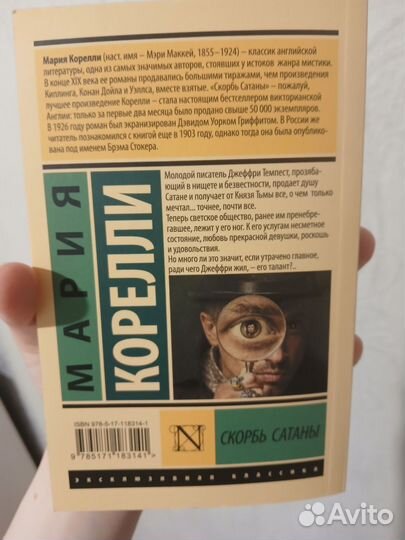 Мария Корелли (наст. имя – Мэри Маккей, 1855–1924) – классик английской
литературы, одна из самых значимых авторов, стоявших у истоков жанра мистики.
В конце XIX века ее романы продавались большими тиражами, чем произведения
Киплинга, Конан Дойла и Уэллса, вместе взятые. «Скорбь Сатаны» – пожалуй,
лучшее произведение Корелли – стала настоящим бестселлером викторианской
Англии: только за первые два месяца было продано свыше 50 000 экземпляров.
В 1926 году роман был экранизирован Дэвидом Уорком Гриффитом. В России же
читатель познакомился с книгой еще в 1903 году, однако тогда она была опублико-
вана под именем Брэма Стокера.
МАРИЯ
КОРЕЛЛИ
Молодой писатель Джеффри Темпест, прозяба-
ющий в нищете и безвестности, продает душу
Сатане и получает от Князя Тьмы все, о чем только
мечтал... точнее, почти все.
Теперь светское общество, ранее им пренебре-
гавшее, лежит у его ног. К его услугам несметное
состояние, любовь прекрасной девушки, роскошь
и удовольствия.
Но много ли это значит, если утрачено главное,
ради чего Джеффри жил, – его талант?..
ISBN 978-5-17-118314-1
9 785171 183141 >
N
СКОРБЬ САТАНЫ
ЭКСКЛЮЗИВНАЯ КЛАССИКА
Avito